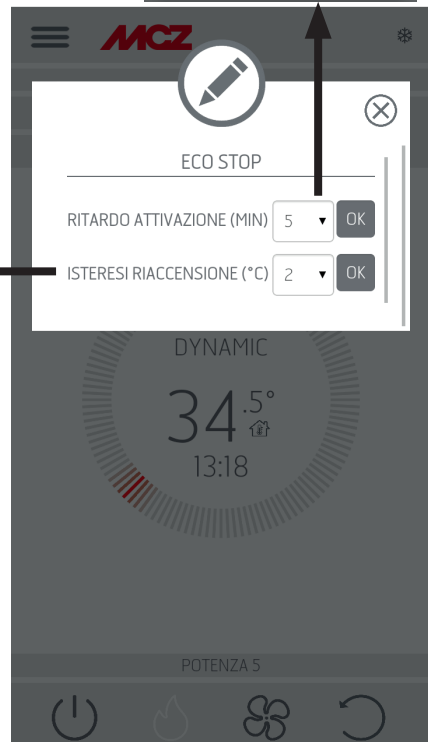 MCZ
ECO STOP
RITARDO ATTIVAZIONE (MIN) 5 OK
ISTERESI RIACCENSIONE (°C) 2 OK
DYNAMIC
34.5°
13:18
POTENZA 5